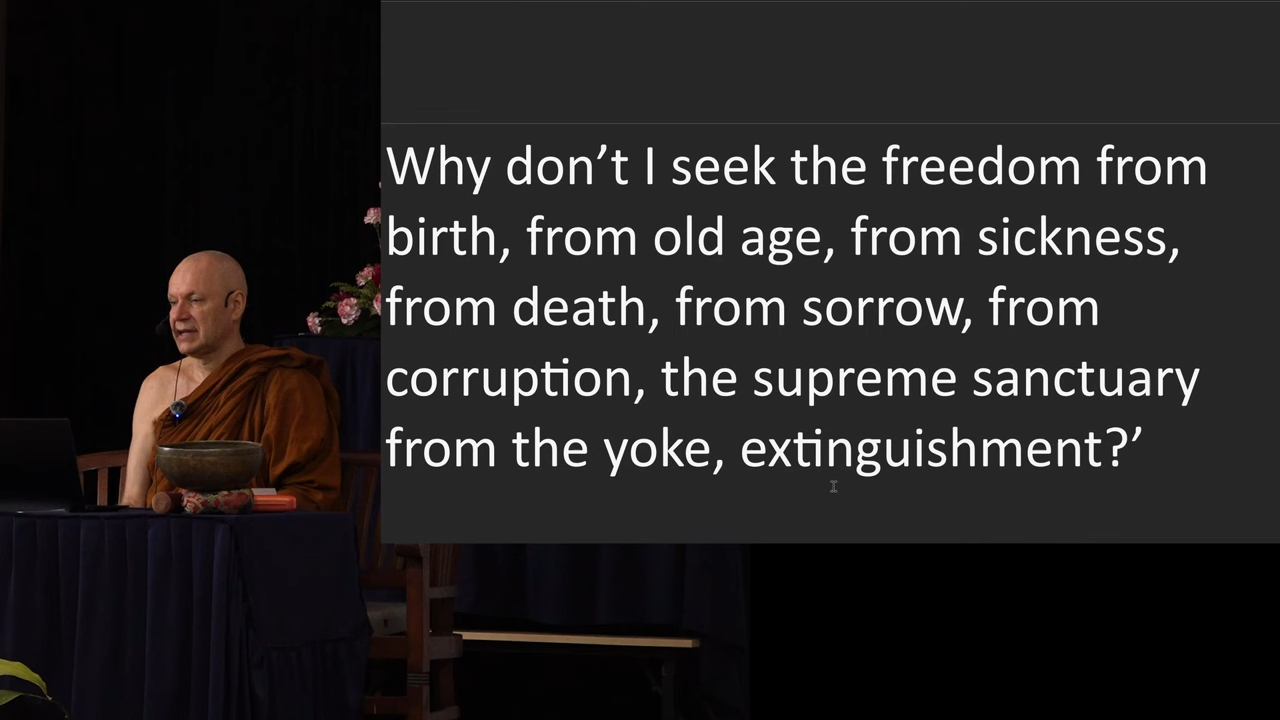 Why don’t I seek the freedom from
birth, from old age, from sickness,
from death, from sorrow, from
corruption, the supreme sanctuary
from the yoke, extinguishment?’